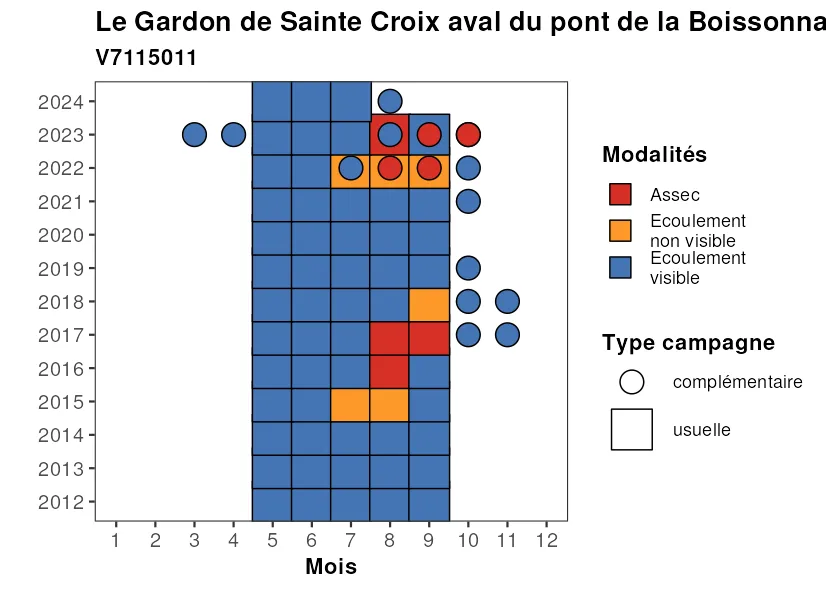 Le Gardon de Sainte Croix aval du pont de la Boissonna
V7115011
2024
2023
2022
2021
2020
2019
2018
2017
2016
2015
2014
2013
2012
1 2 3 4 5 6 7 8 9 10 11 12
Mois
Modalités
Assec
Ecoulement
non visible
Ecoulement
visible
Type campagne
complémentaire
usuelle